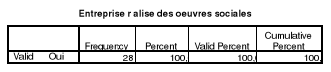 Entreprise r alise des oeuvres sociales
Frequency Percent Valid Percent Cumulative Percent
Valid Oui 28 100, 100, 100,